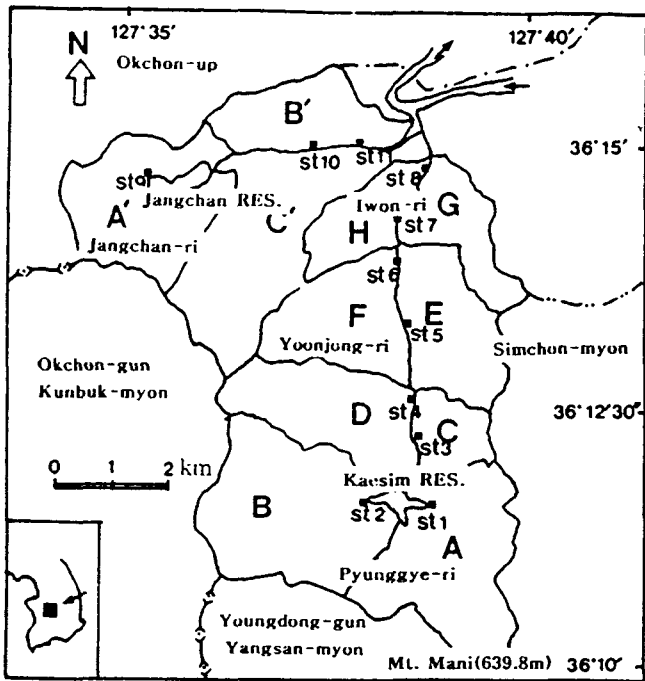 127°35′
127°40′
N
Okchon-up
B′
36°15′
st10
st11
st8
st9
Jangchan RES.
Iwon-ri
G
A′
C′
H
st7
Jangchan-ri
st6
F
E
st5
Yoonjong-ri
Simchon-myon
Okchon-gun
Kunbuk-myon
D
st4
36°12′30″
C
st3
0 2 km
Kaesim RES.
B
st2
st1
A
Pyunggye-ri
Youngdong-gun
Yangsan-myon
Mt. Mani(639.8m)
36°10′